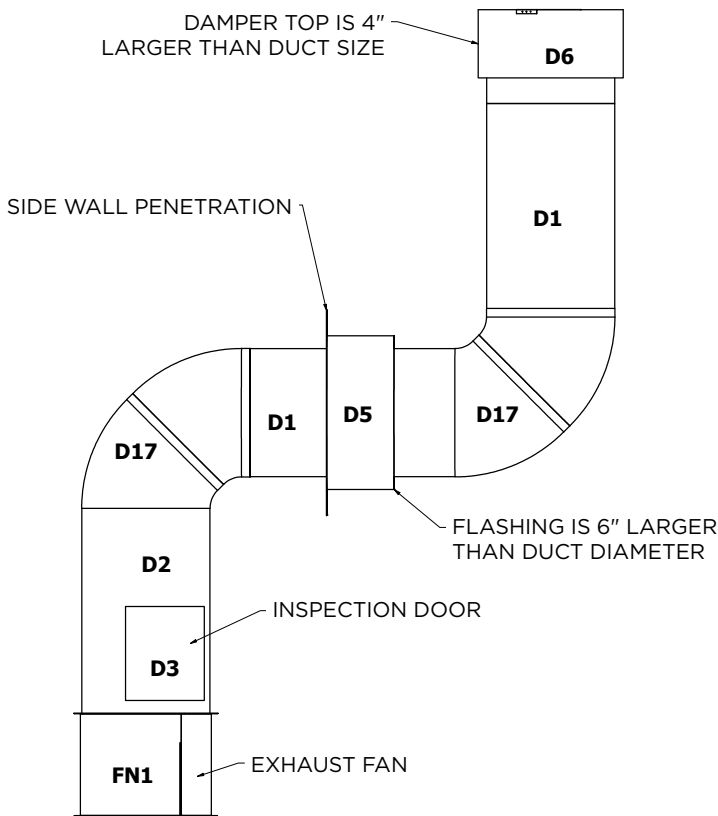 DAMPER TOP IS 4"
LARGER THAN DUCT SIZE
D6
SIDE WALL PENETRATION
D1
D1
D5
D17
D17
FLASHING IS 6" LARGER
THAN DUCT DIAMETER
D2
INSPECTION DOOR
D3
FN1
EXHAUST FAN